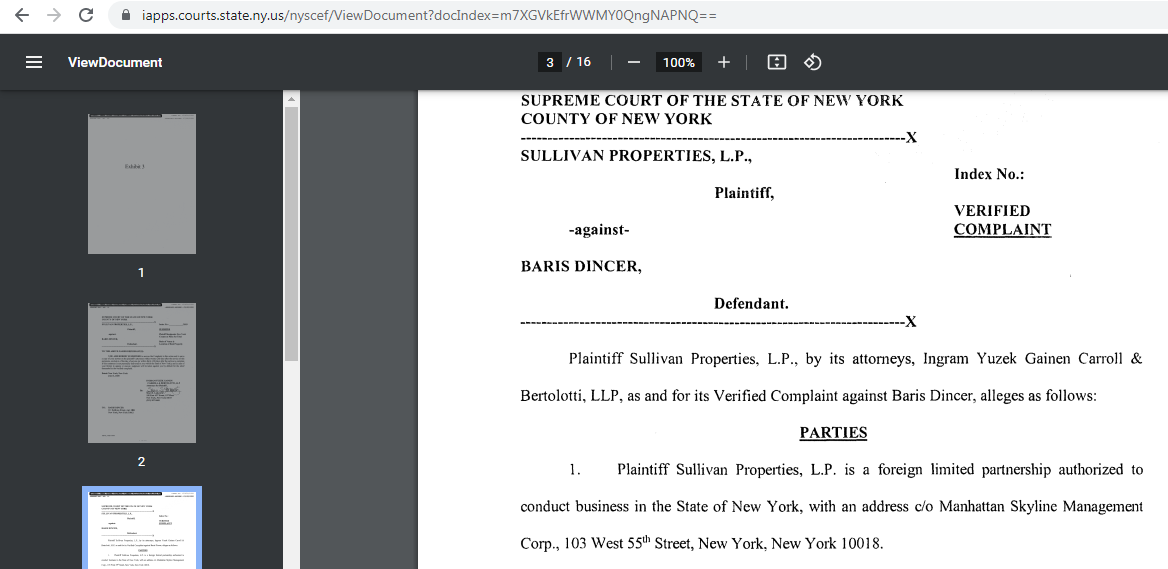 iapps.courts.state.ny.us/nyscef/ViewDocument?docIndex=m7XGVkEfrWWMY0QngNAPNQ==
ViewDocument
3 / 16
100%
Exhibit 3
1
2
SUPREME COURT OF THE STATE OF NEW YORK
COUNTY OF NEW YORK
------------------------------------------------------------------------X
SULLIVAN PROPERTIES, L.P.,
Index No.:
Plaintiff,
VERIFIED
-against-
COMPLAINT
BARIS DINCER,
Defendant.
------------------------------------------------------------------------X
Plaintiff Sullivan Properties, L.P., by its attorneys, Ingram Yuzek Gainen Carroll &
Bertolotti, LLP, as and for its Verified Complaint against Baris Dincer, alleges as follows:
PARTIES
1. Plaintiff Sullivan Properties, L.P. is a foreign limited partnership authorized to
conduct business in the State of New York, with an address c/o Manhattan Skyline Management
Corp., 103 West 55th Street, New York, New York 10018.